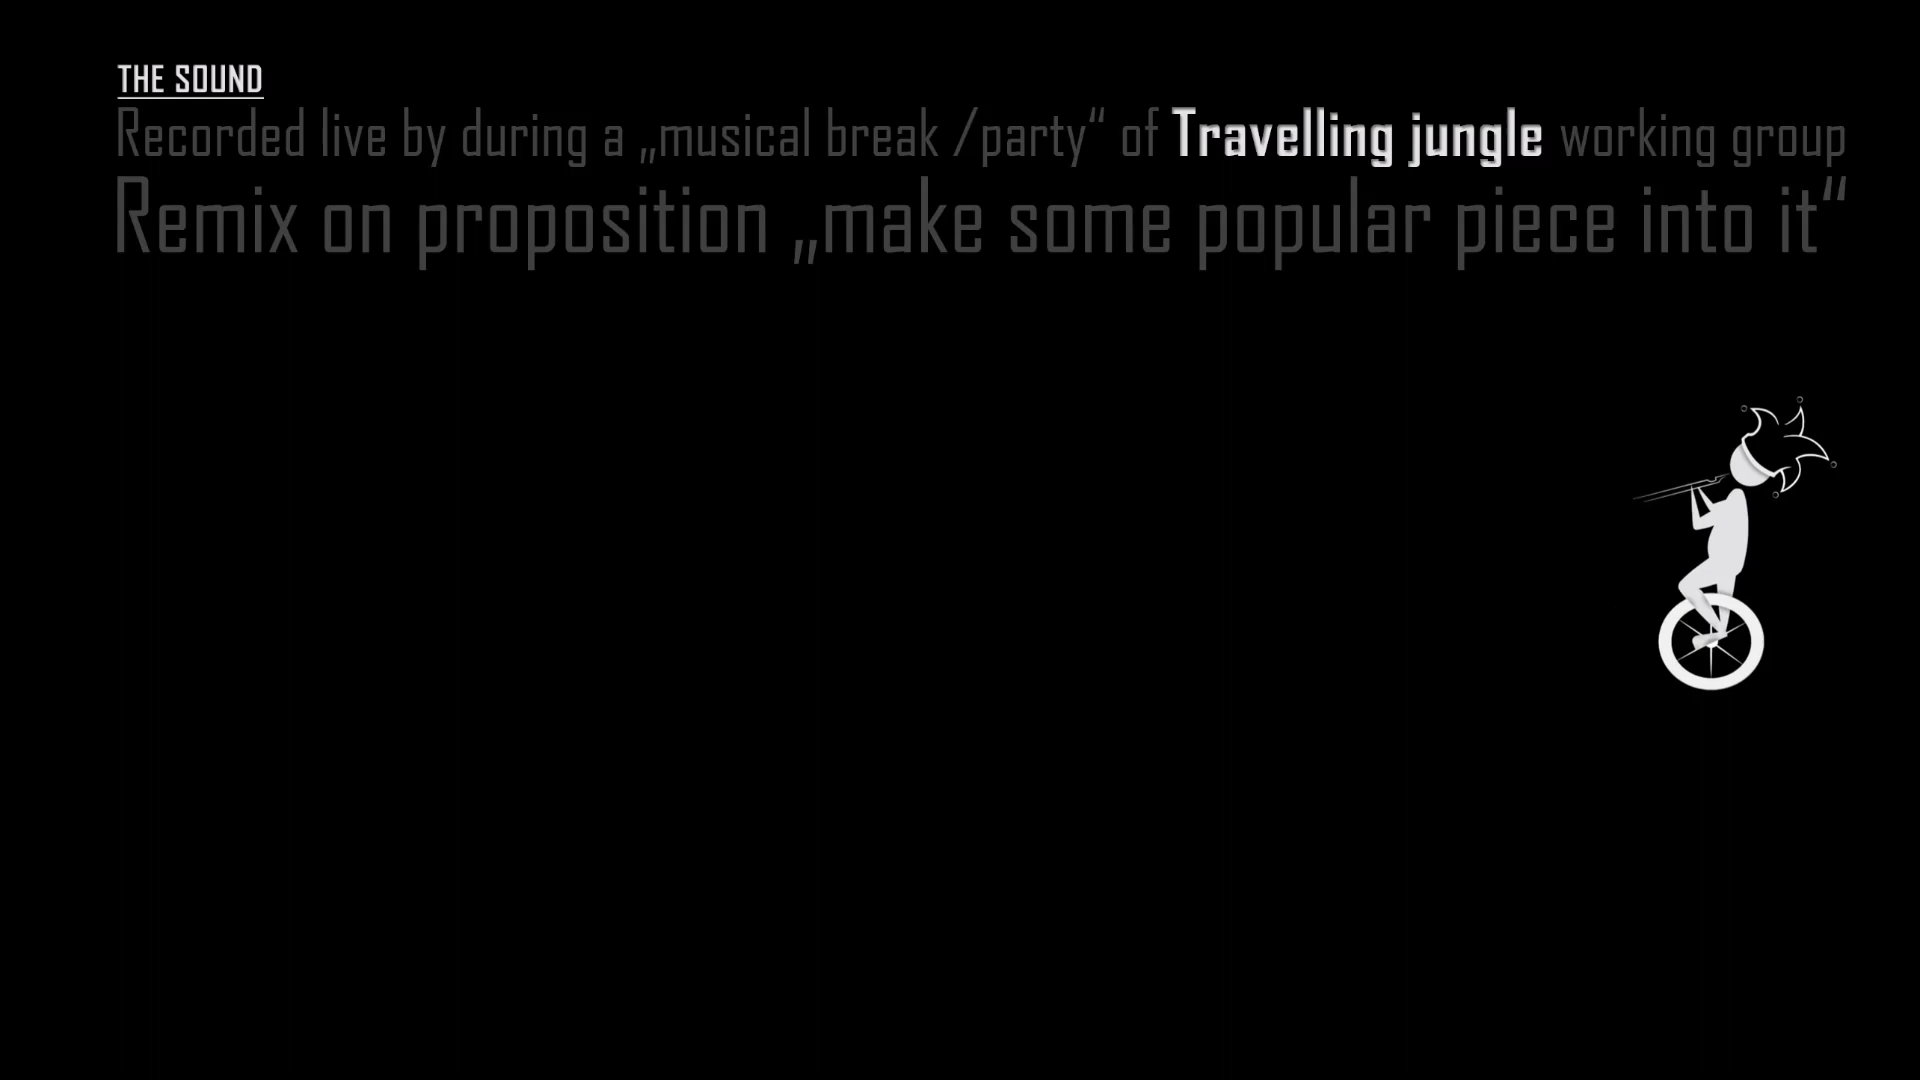 THE SOUND
Recorded live by during a „musical break /party“ of Travelling jungle working group
Remix on proposition „make some popular piece into it“